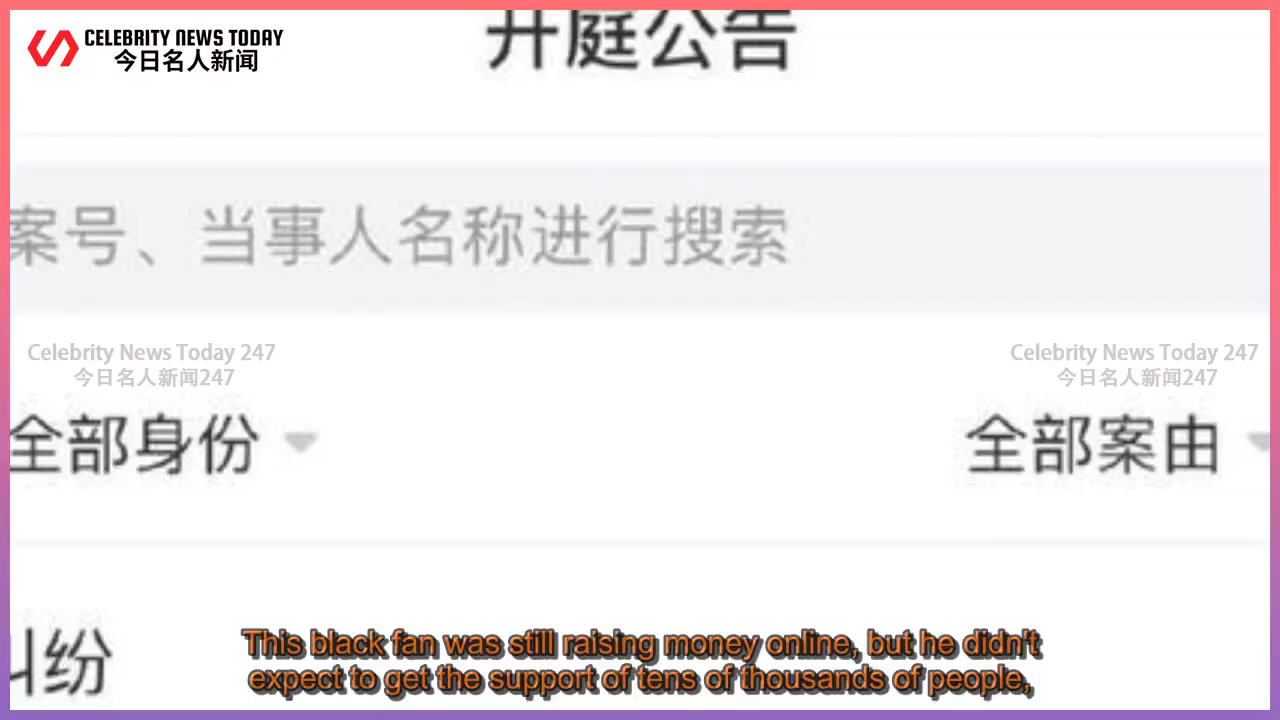 CELEBRITY NEWS TODAY
今日名人新闻
开庭公告
案号、当事人名称进行搜索
Celebrity News Today 247
今日名人新闻247
Celebrity News Today 247
今日名人新闻247
全部身份
全部案由
纠纷
This black fan was still raising money online, but he didn't
expect to get the support of tens of thousands of people,